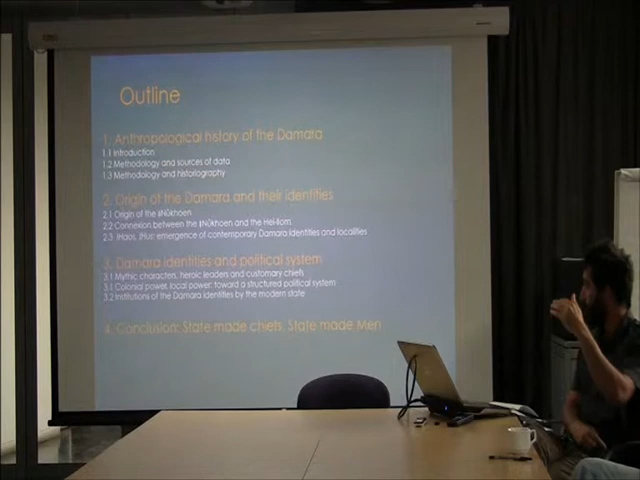 Outline
1. Anthropological history of the Damara
1.1 Introduction
1.2 Methodology and sources of data
1.3 Methodology and historiography
2. Origin of the Damara and their identities
2.1 Origin of the ǂNūkhoen
2.2 Connexion between the ǂNūkhoen and the Hai-llom
2.3 !Haos, !Hus: emergence of contemporary Damara identities and localities
3. Damara identities and political system
3.1 Mythic characters, heroic leaders and customary chiefs
3.1 Colonial power, local power: toward a structured political system
3.2 Institutions of the Damara identities by the modern state
4. Conclusion: State made chiefs, State made Men